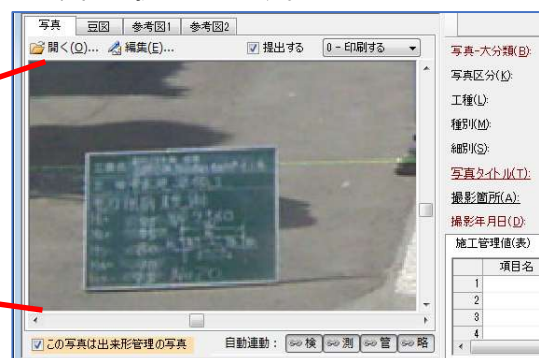 写真 豆図 参考図1 参考図2
開く(O)... 編集(E)... 提出する 0 - 印刷する
写真-大分類(B):
写真区分(K):
工種(L):
種別(M):
細別(S):
写真タイトル(T):
撮影箇所(A):
撮影年月日(D):
施工管理値(表)
項目名
1
2
3
4
No70
この写真は出来形管理の写真 自動連動: 検 測 管 略